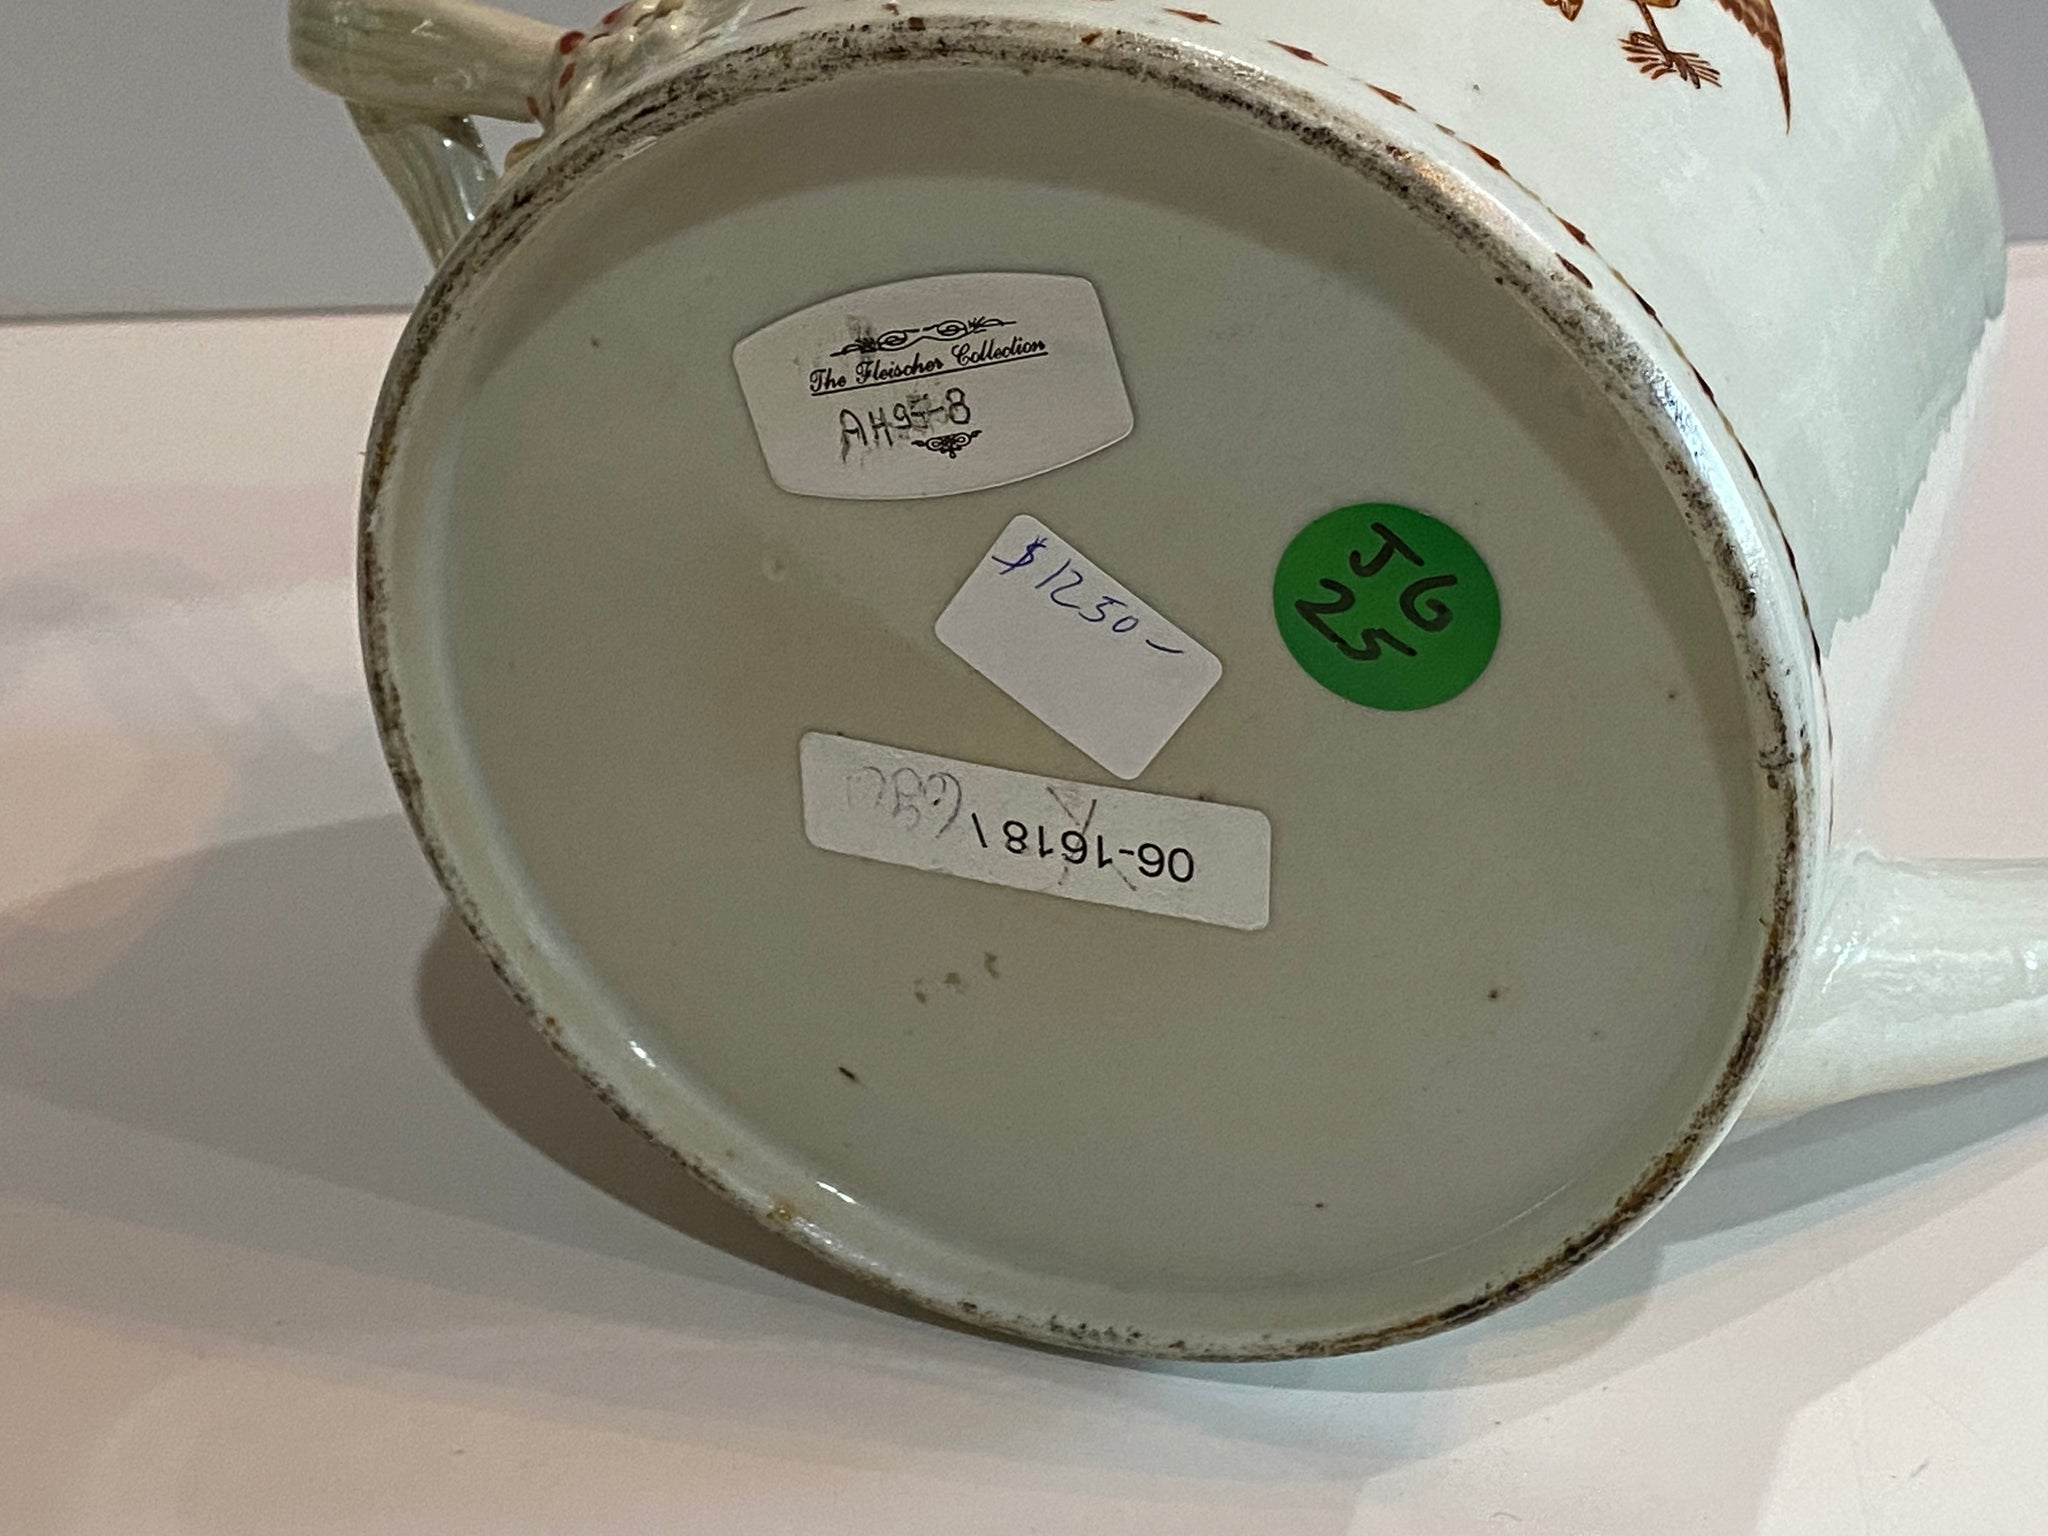 The Fleischer Collection
AH95-8
$1250-
JG
25
06-16181